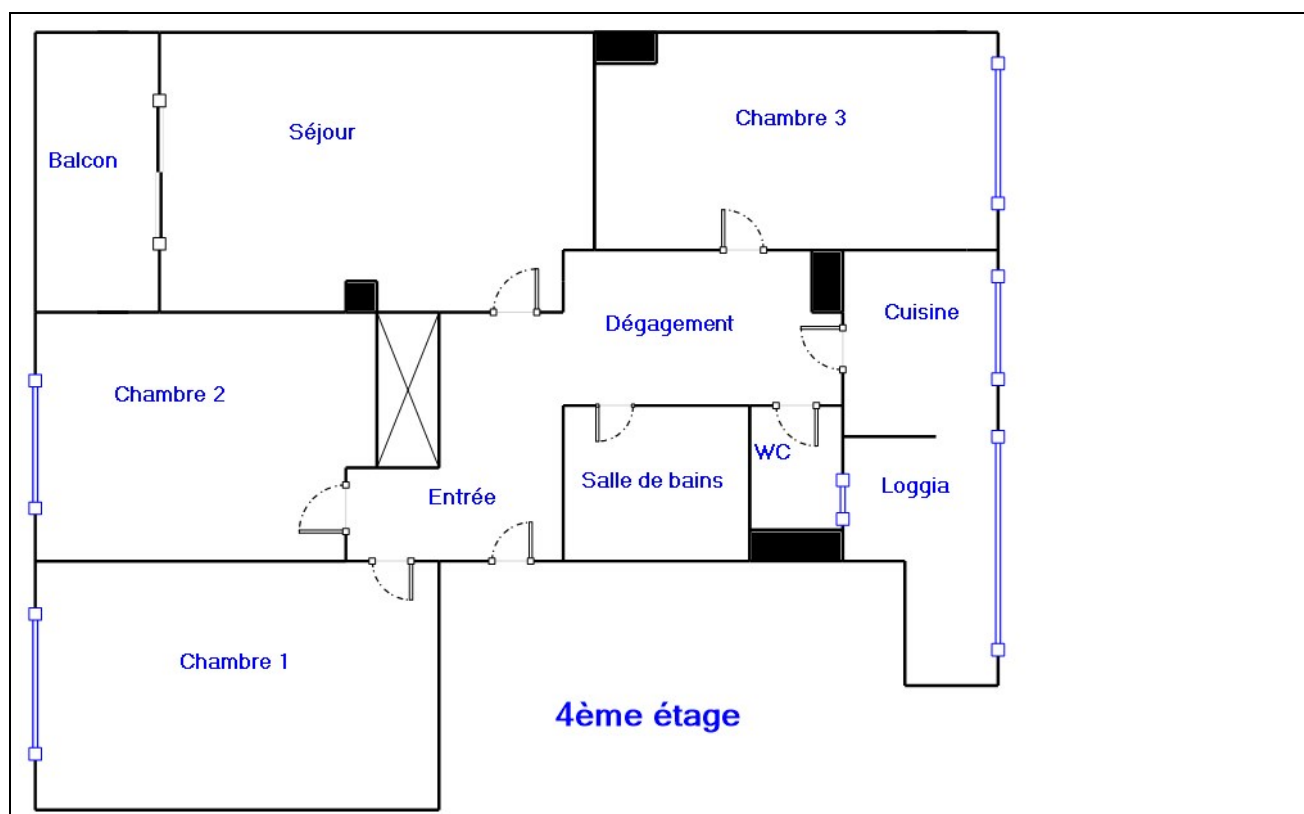 Chambre 3
Séjour
Balcon
Cuisine
Dégagement
Chambre 2
WC
Salle de bains
Loggia
Entrée
Chambre 1
4ème étage